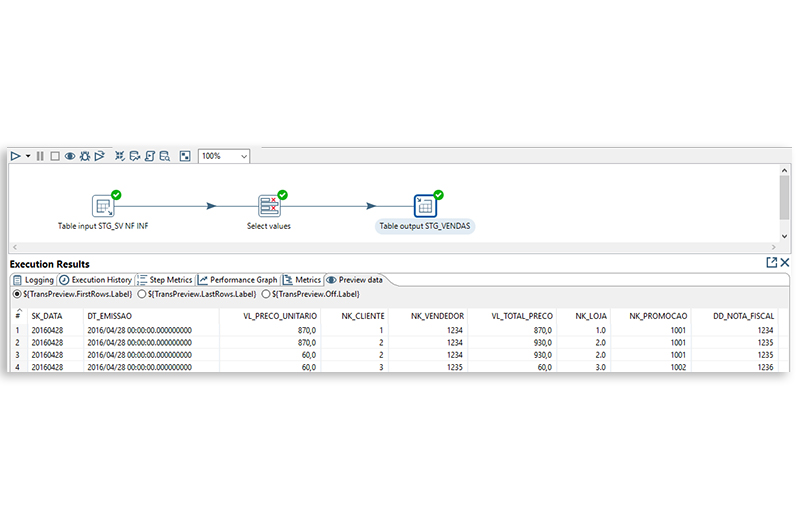 100%
Table input STG_SV NF INF Select values Table output STG_VENDAS
Execution Results
Logging Execution History Step Metrics Performance Graph Metrics Preview data
${TransPreview.FirstRows.Label} ${TransPreview.LastRows.Label} ${TransPreview.Off.Label}
# SK_DATA DT_EMISSAO VL_PRECO_UNITARIO NK_CLIENTE NK_VENDEDOR VL_TOTAL_PRECO NK_LOJA NK_PROMOCAO DD_NOTA_FISCAL
1 20160428 2016/04/28 00:00:00.000000000 870,0 1 1234 870,0 1.0 1001 1234
2 20160428 2016/04/28 00:00:00.000000000 870,0 2 1234 930,0 2.0 1001 1235
3 20160428 2016/04/28 00:00:00.000000000 60,0 2 1234 930,0 2.0 1001 1235
4 20160428 2016/04/28 00:00:00.000000000 60,0 3 1235 60,0 3.0 1002 1236